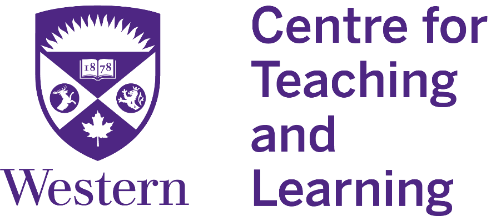 1878
Western
Centre for
Teaching
and
Learning